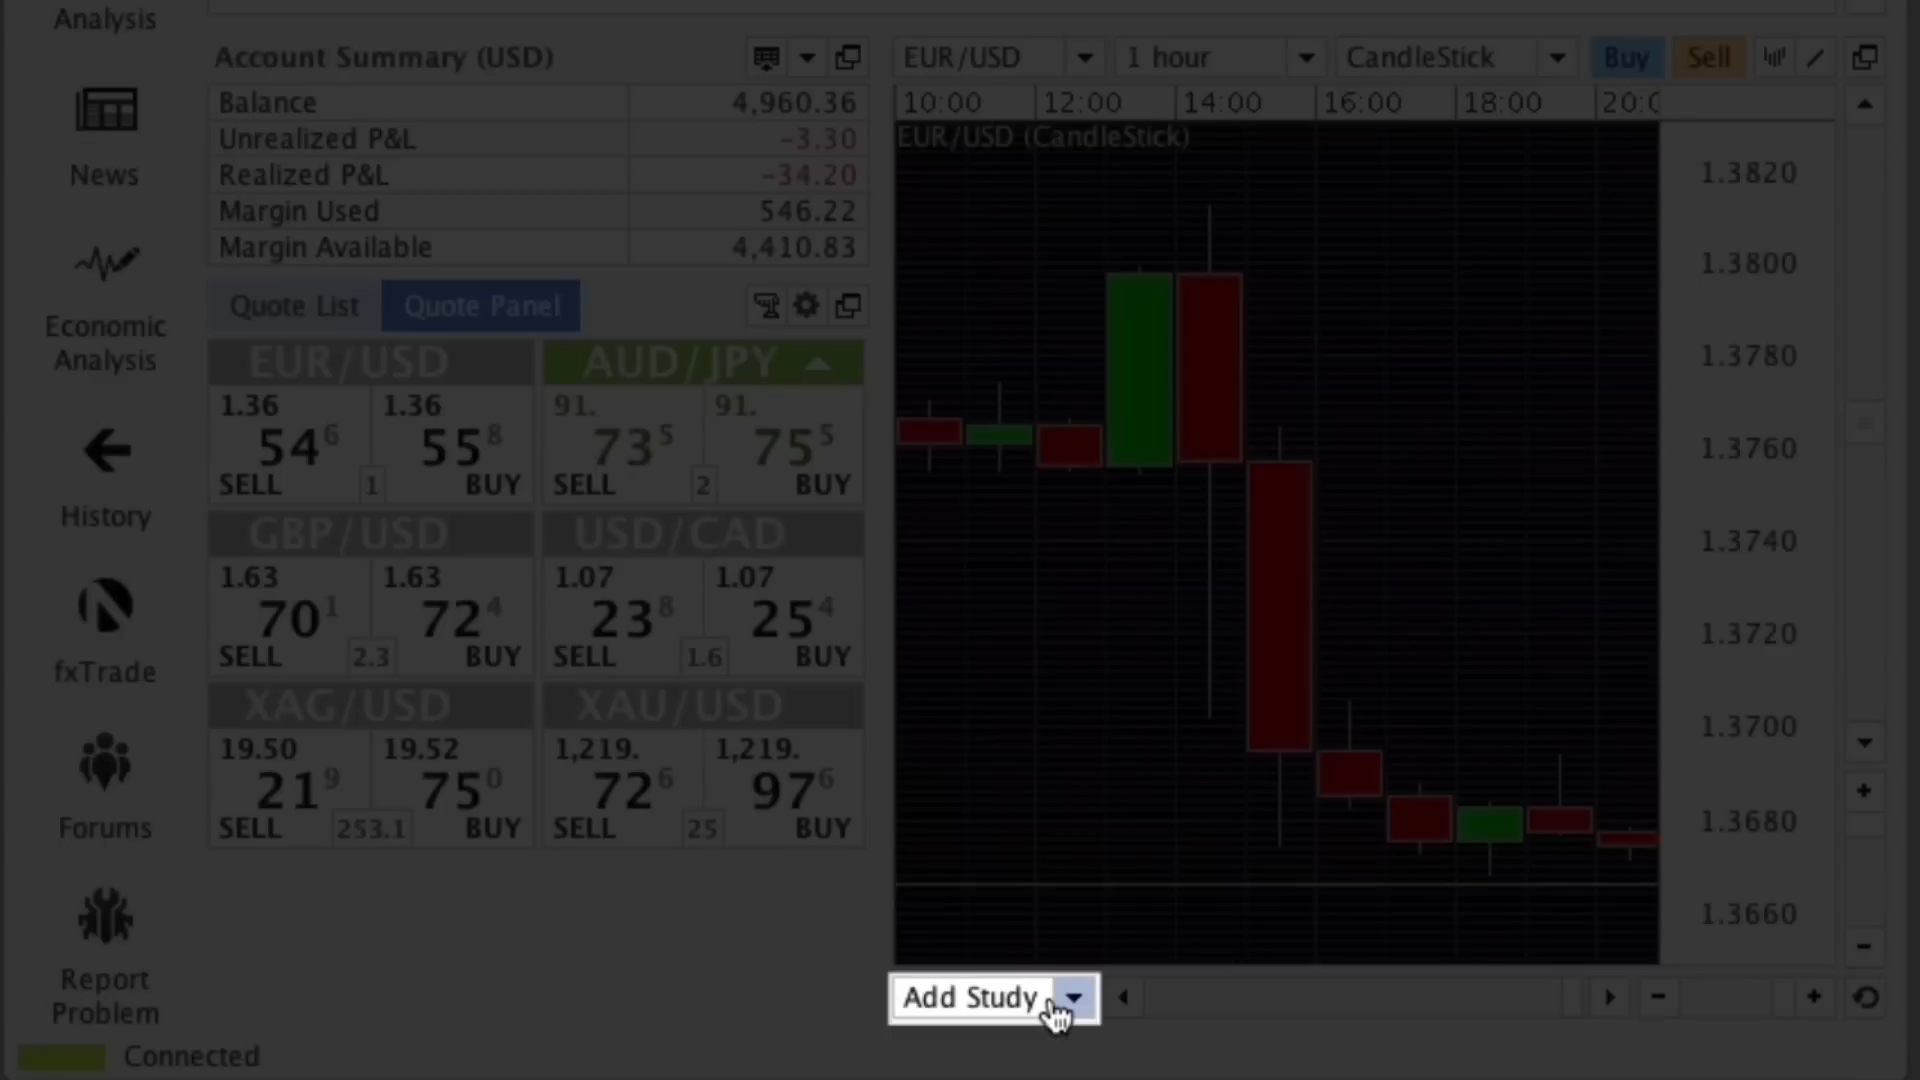 Analysis
News
Economic
Analysis
History
fxTrade
Forums
Report
Problem
Connected
Account Summary (USD)
Balance 4,960.36
Unrealized P&L -3.30
Realized P&L -34.20
Margin Used 546.22
Margin Available 4,410.83
Quote List Quote Panel
EUR/USD AUD/JPY
1.36 1.36 91. 91.
54 6 55 8 73 5 75 5
SELL 1 BUY SELL 2 BUY
GBP/USD USD/CAD
1.63 1.63 1.07 1.07
70 1 72 4 23 8 25 4
SELL 2.3 BUY SELL 1.6 BUY
XAG/USD XAU/USD
19.50 19.52 1,219. 1,219.
21 9 75 0 72 6 97 6
SELL 253.1 BUY SELL 25 BUY
EUR/USD 1 hour CandleStick Buy Sell
10:00 12:00 14:00 16:00 18:00 20:0
EUR/USD (CandleStick)
1.3820
1.3800
1.3780
1.3760
1.3740
1.3720
1.3700
1.3680
1.3660
Add Study